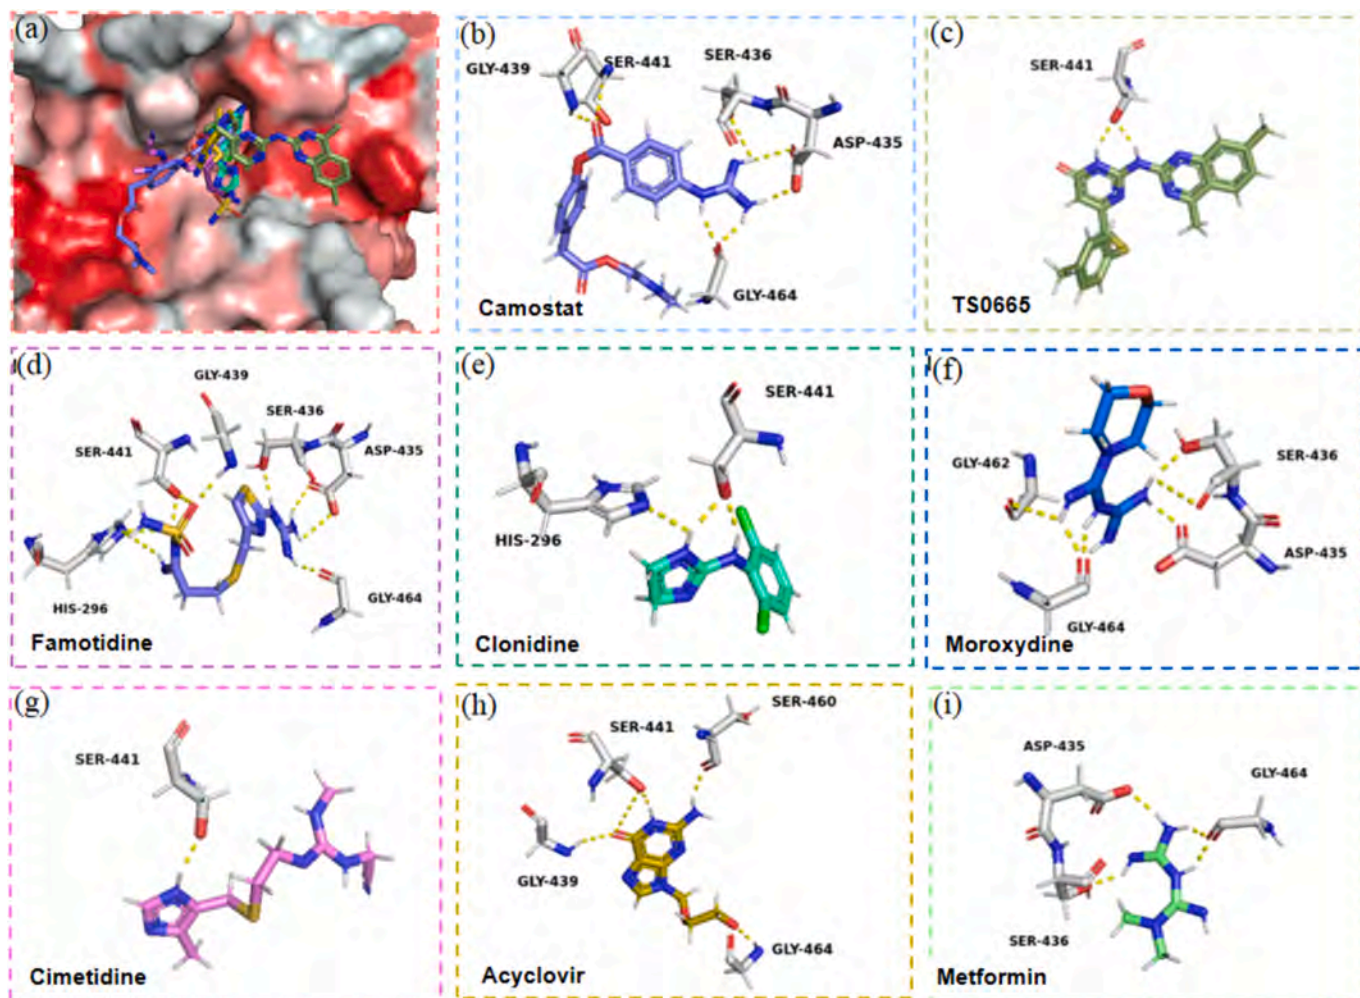 (a)
(b)
GLY-439
SER-441
SER-436
ASP-435
GLY-464
Camostat
(c)
SER-441
TS0665
(d)
GLY-439
SER-436
SER-441
ASP-435
HIS-296
GLY-464
Famotidine
(e)
SER-441
HIS-296
Clonidine
(f)
GLY-462
SER-436
ASP-435
GLY-464
Moroxydine
(g)
SER-441
Cimetidine
(h)
SER-460
SER-441
GLY-439
GLY-464
Acyclovir
(i)
ASP-435
GLY-464
SER-436
Metformin